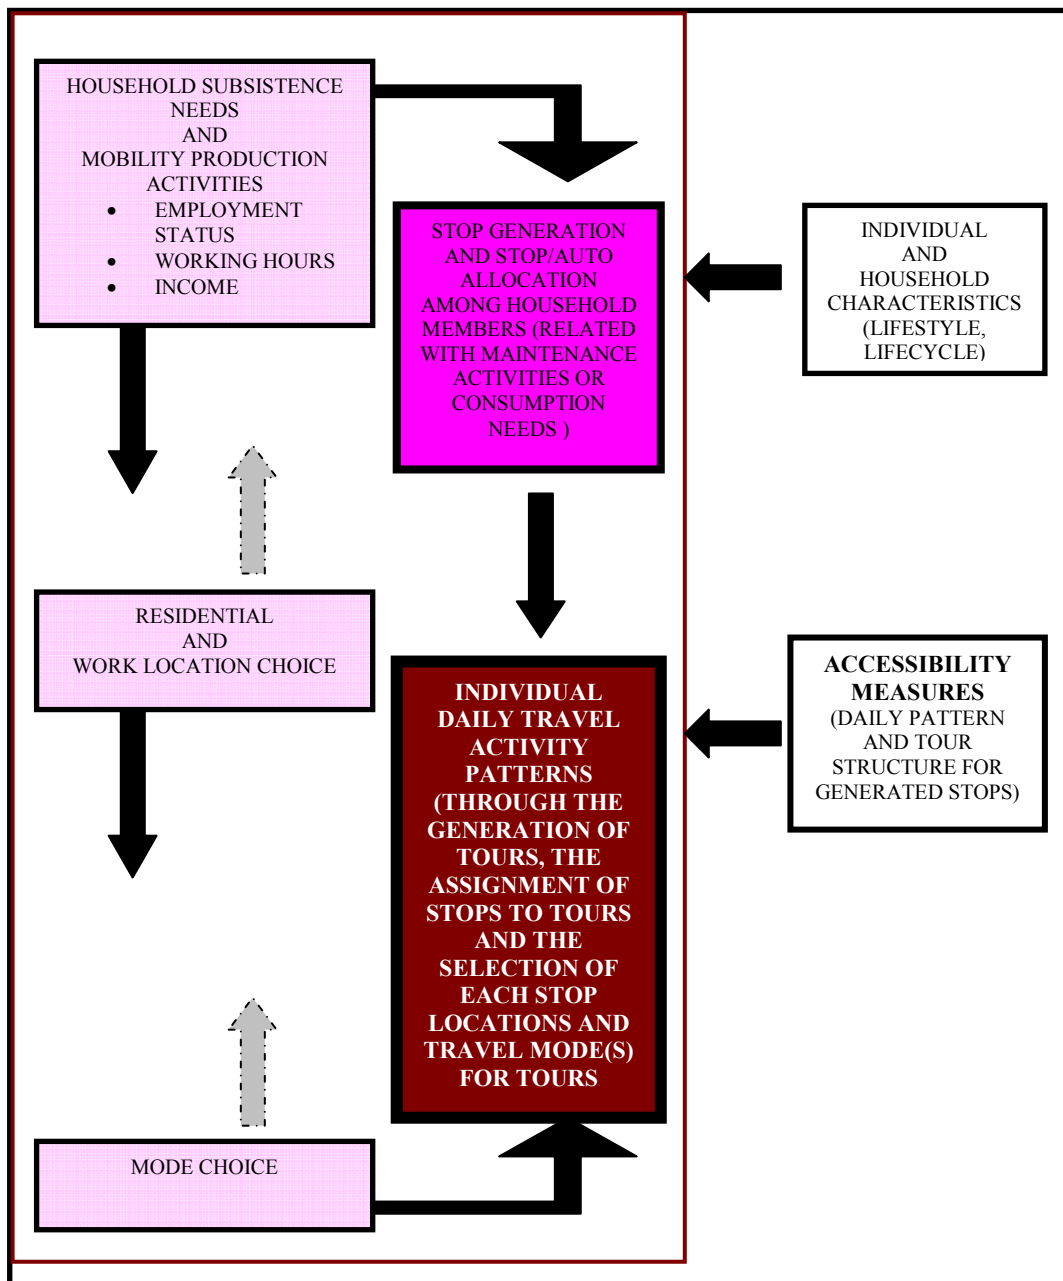 HOUSEHOLD SUBSISTENCE
NEEDS
AND
MOBILITY PRODUCTION
ACTIVITIES
• EMPLOYMENT
STATUS
• WORKING HOURS
• INCOME
STOP GENERATION
AND STOP/AUTO
ALLOCATION
AMONG HOUSEHOLD
MEMBERS (RELATED
WITH MAINTENANCE
ACTIVITIES OR
CONSUMPTION
NEEDS )
INDIVIDUAL
AND
HOUSEHOLD
CHARACTERISTICS
(LIFESTYLE,
LIFECYCLE)
RESIDENTIAL
AND
WORK LOCATION CHOICE
INDIVIDUAL
DAILY TRAVEL
ACTIVITY
PATTERNS
(THROUGH THE
GENERATION OF
TOURS, THE
ASSIGNMENT OF
STOPS TO TOURS
AND THE
SELECTION OF
EACH STOP
LOCATIONS AND
TRAVEL MODE(S)
FOR TOURS
ACCESSIBILITY
MEASURES
(DAILY PATTERN
AND TOUR
STRUCTURE FOR
GENERATED STOPS)
MODE CHOICE